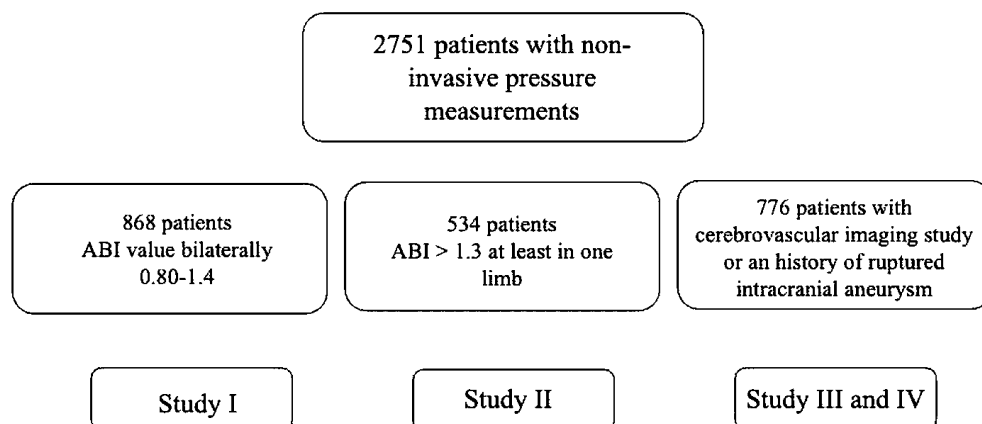 2751 patients with non-
invasive pressure
measurements
868 patients
ABI value bilaterally
0.80-1.4
534 patients
ABI > 1.3 at least in one
limb
776 patients with
cerebrovascular imaging study
or an history of ruptured
intracranial aneurysm
Study I
Study II
Study III and IV